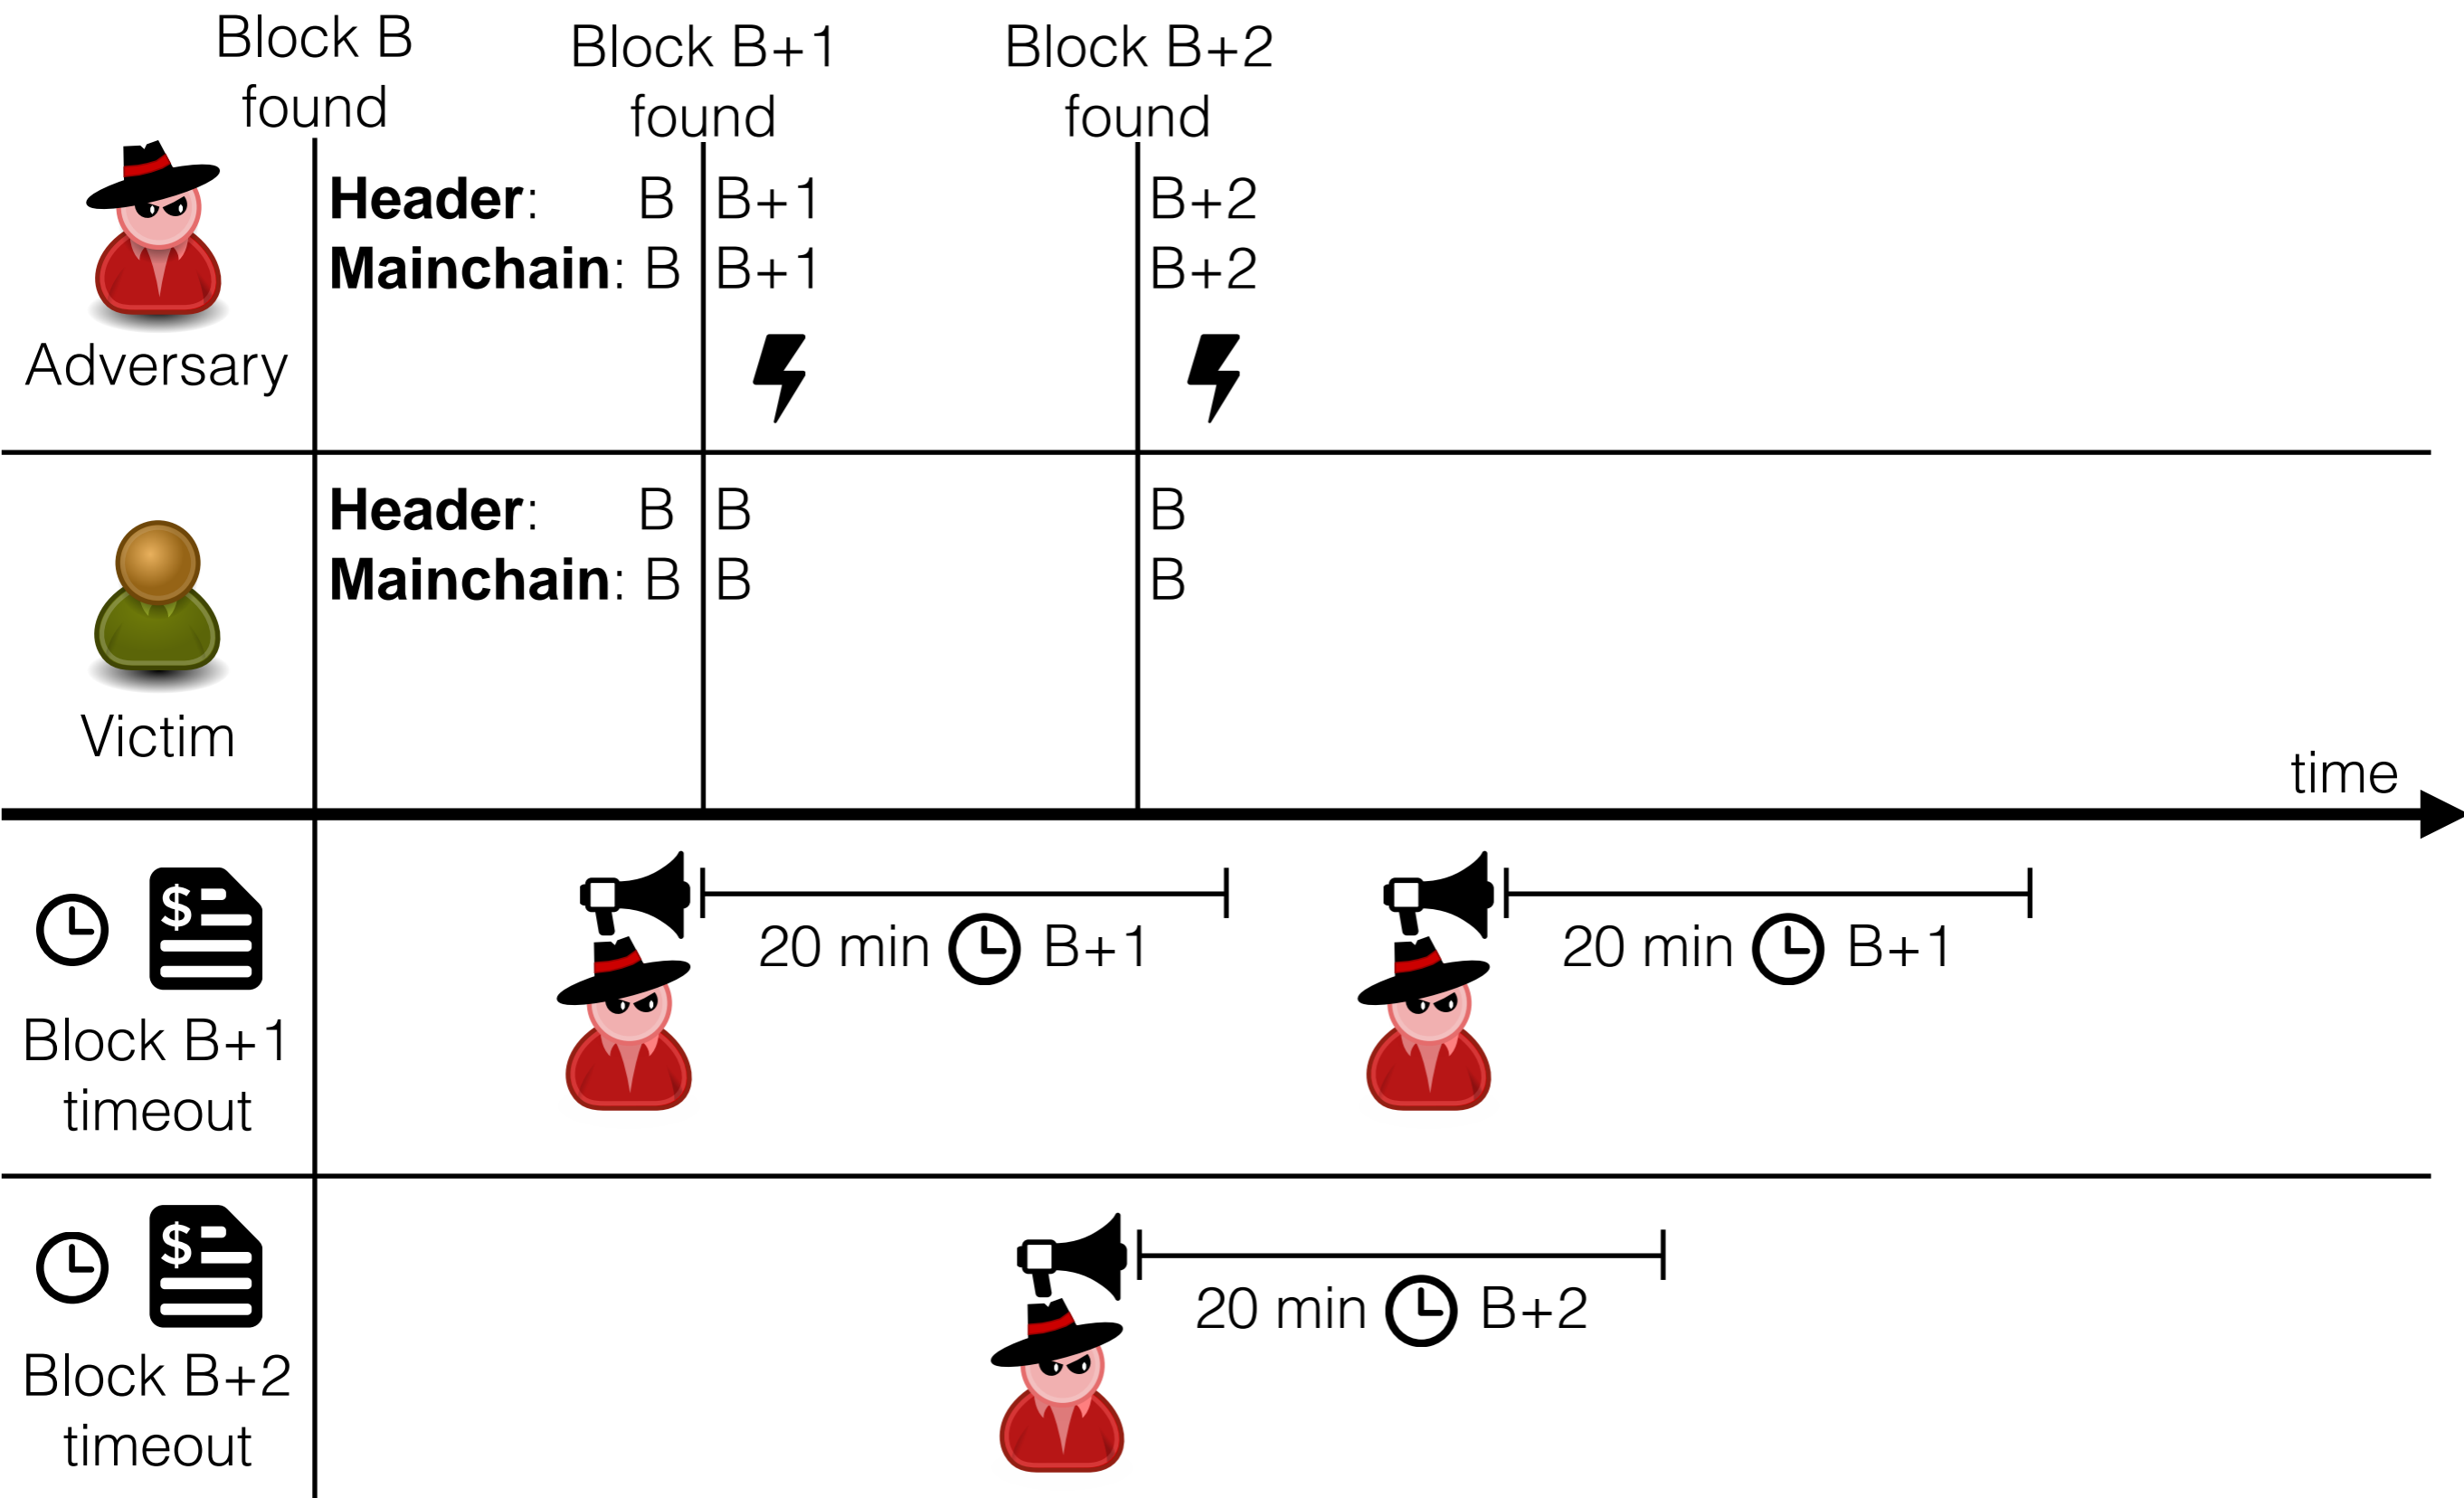 Block B
found
Block B+1
found
Block B+2
found
Header: B B+1 B+2
Mainchain: B B+1 B+2
Adversary
Header: B B B
Mainchain: B B B
Victim
time
$
20 min B+1 20 min B+1
Block B+1
timeout
$
20 min B+2
Block B+2
timeout